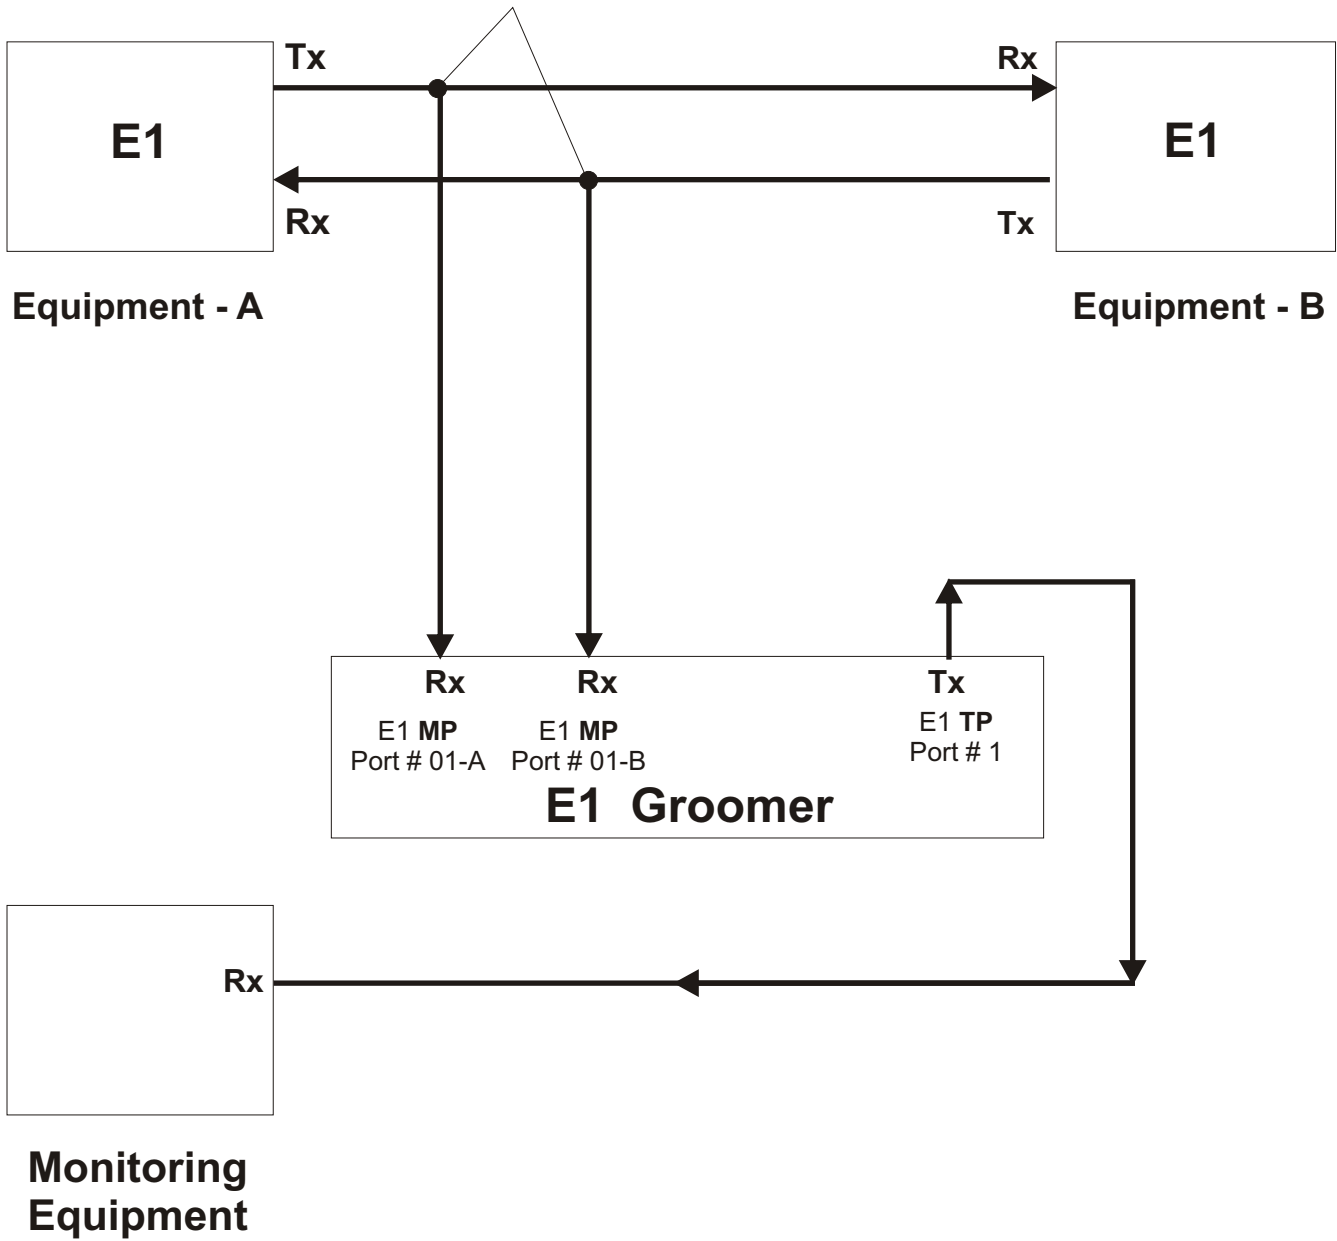 Tx
Rx
E1
E1
Rx
Tx
Equipment - A
Equipment - B
Rx
Rx
Tx
E1 MP
E1 MP
E1 TP
Port # 01-A
Port # 01-B
Port # 1
E1 Groomer
Rx
Monitoring
Equipment